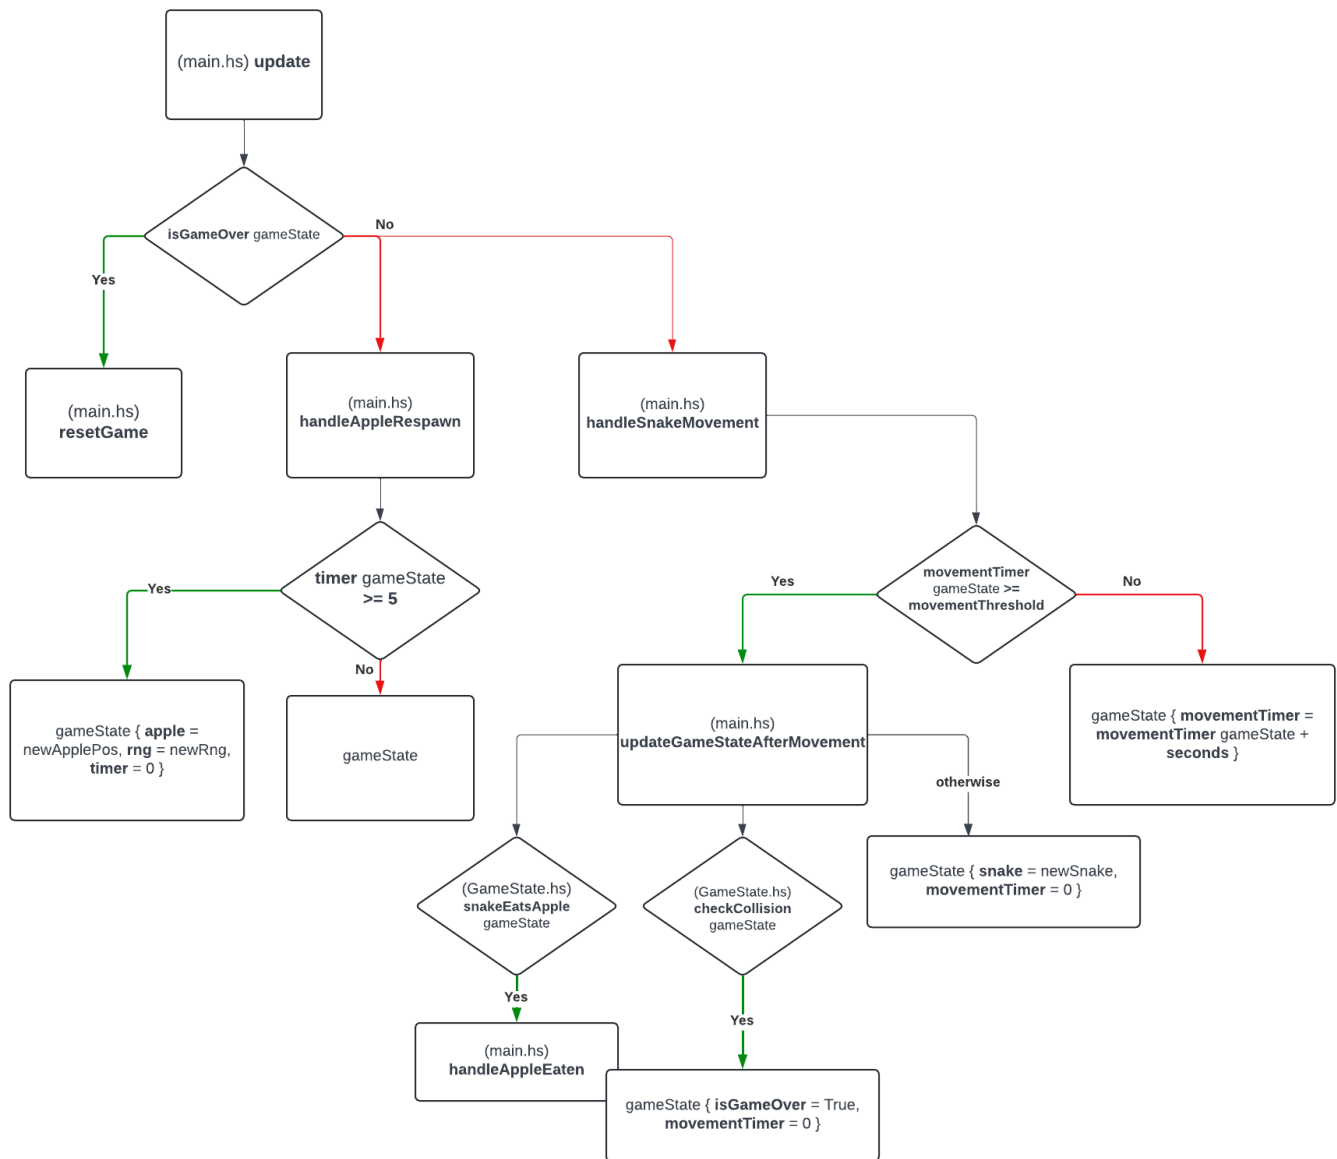 (main.hs) update
isGameOver gameState
No
Yes
(main.hs)
resetGame
(main.hs)
handleAppleRespawn
(main.hs)
handleSnakeMovement
timer gameState
>= 5
Yes
No
gameState { apple =
newApplePos, rng = newRng,
timer = 0 }
gameState
movementTimer
gameState >=
movementThreshold
Yes
No
(main.hs)
updateGameStateAfterMovement
gameState { movementTimer =
movementTimer gameState +
seconds }
otherwise
(GameState.hs)
snakeEatsApple
gameState
(GameState.hs)
checkCollision
gameState
gameState { snake = newSnake,
movementTimer = 0 }
Yes
Yes
(main.hs)
handleAppleEaten
gameState { isGameOver = True,
movementTimer = 0 }